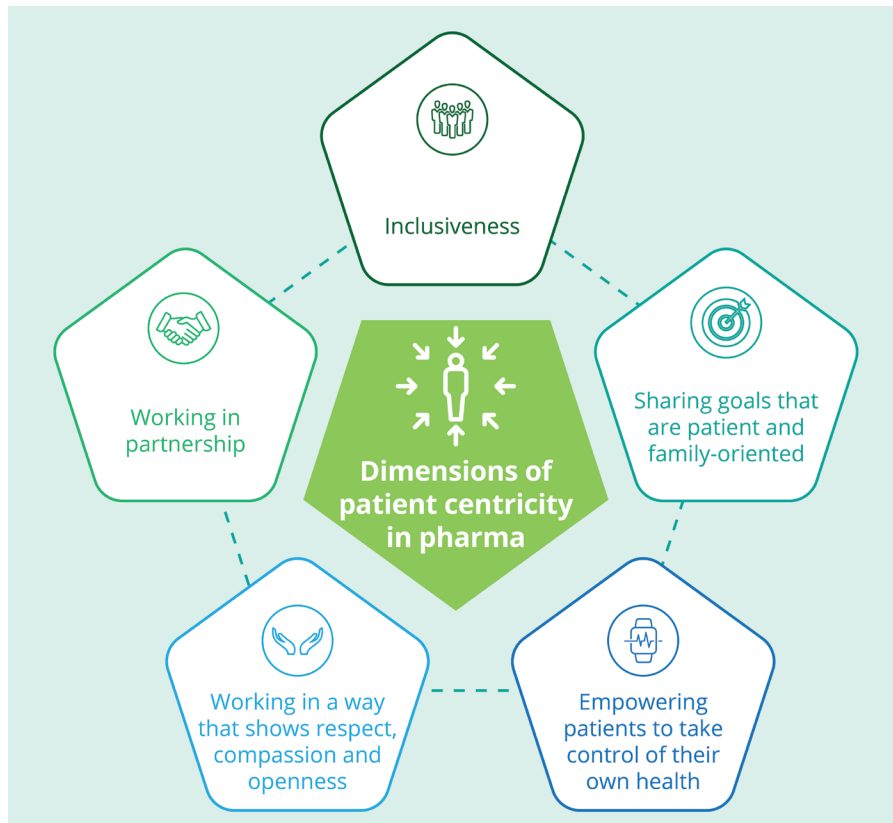 Inclusiveness
Working in
partnership
Sharing goals that
are patient and
family-oriented
Dimensions of
patient centricity
in pharma
Working in a way
that shows respect,
compassion and
openness
Empowering
patients to take
control of their
own health